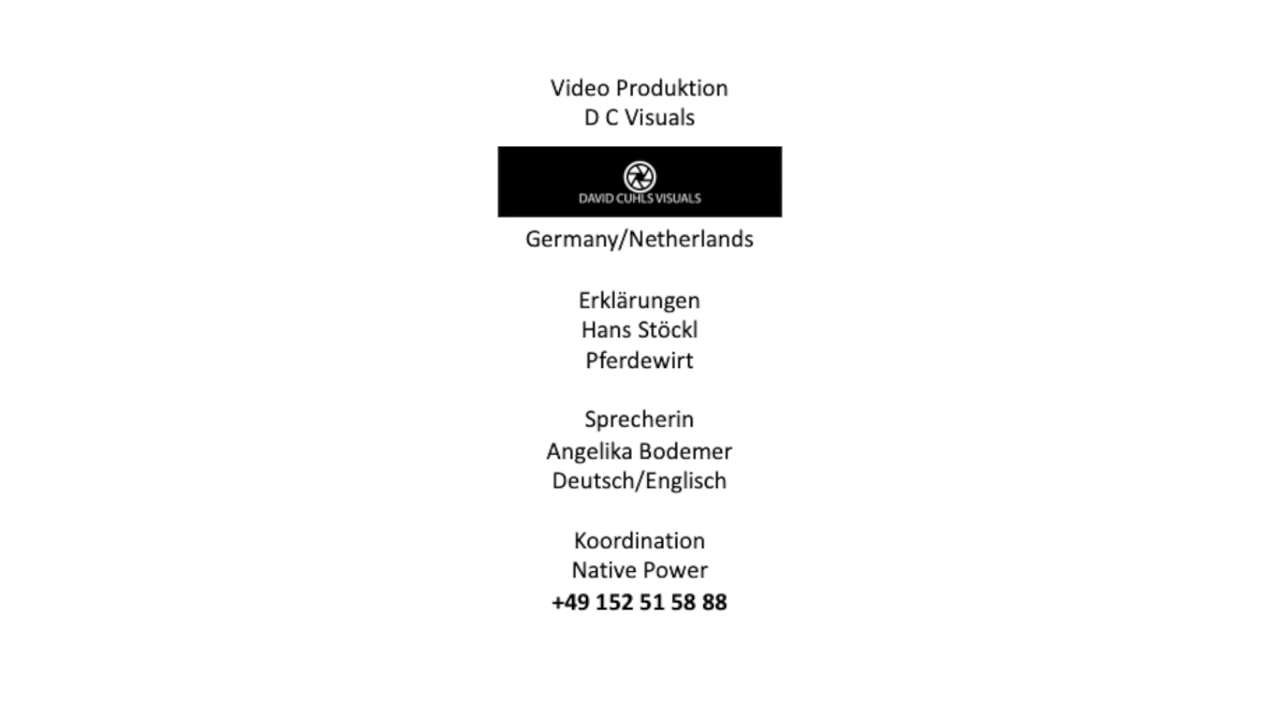 Video Produktion
D C Visuals
DAVID CUHLS VISUALS
Germany/Netherlands
Erklärungen
Hans Stöckl
Pferdewirt
Sprecherin
Angelika Bodemer
Deutsch/Englisch
Koordination
Native Power
+49 152 51 58 88